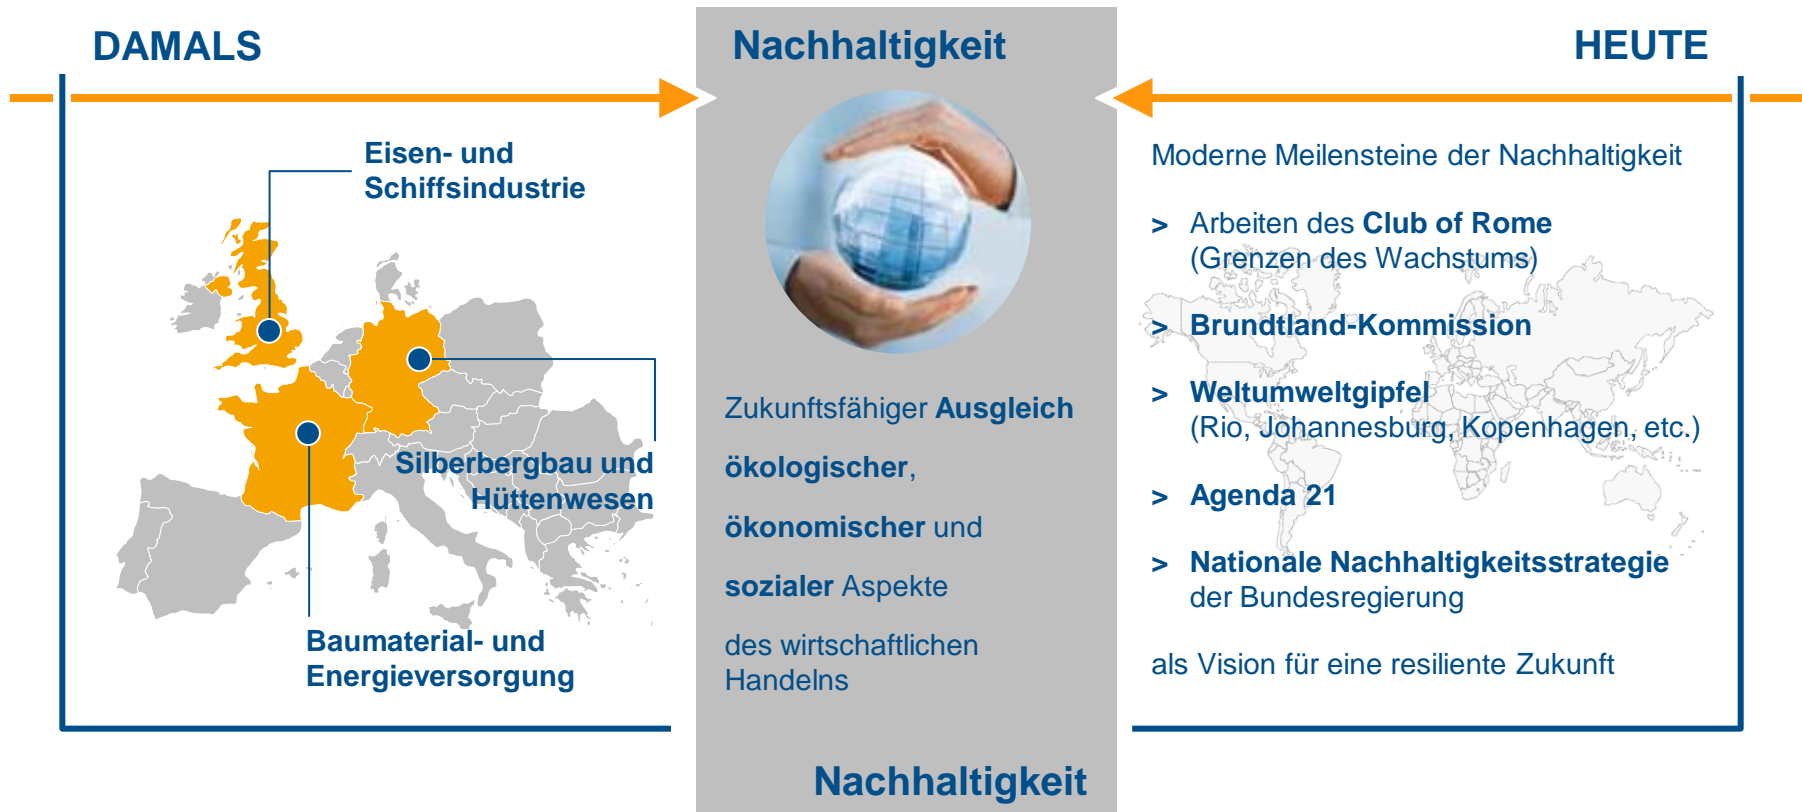 DAMALS
Eisen- und
Schiffsindustrie
Silberbergbau und
Hüttenwesen
Baumaterial- und
Energieversorgung
Nachhaltigkeit
Zukunftsfähiger Ausgleich
ökologischer,
ökonomischer und
sozialer Aspekte
des wirtschaftlichen
Handelns
Nachhaltigkeit
HEUTE
Moderne Meilensteine der Nachhaltigkeit
> Arbeiten des Club of Rome
(Grenzen des Wachstums)
> Brundtland-Kommission
> Weltumweltgipfel
(Rio, Johannesburg, Kopenhagen, etc.)
> Agenda 21
> Nationale Nachhaltigkeitsstrategie
der Bundesregierung
als Vision für eine resiliente Zukunft